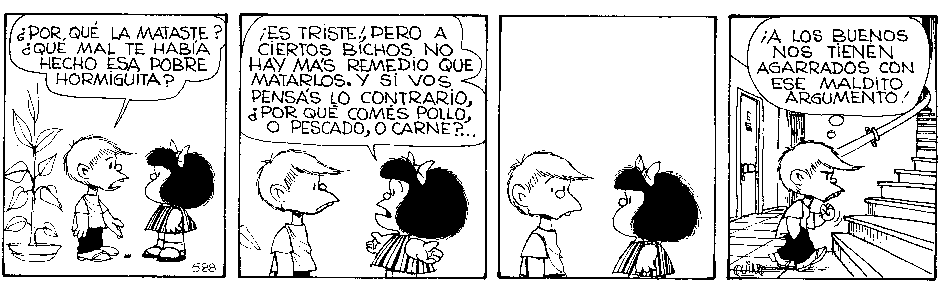 ¿POR QUÉ LA MATASTE?
¿QUÉ MAL TE HABÍA
HECHO ESA POBRE
HORMIGUITA?
¡ES TRISTE!, PERO A
CIERTOS BICHOS NO
HAY MÁS REMEDIO QUE
MATARLOS. Y SI VOS
PENSÁS LO CONTRARIO,
¿POR QUÉ COMÉS POLLO,
O PESCADO, O CARNE?...
¡A LOS BUENOS
NOS TIENEN
AGARRADOS CON
ESE MALDITO
ARGUMENTO!
588
QUINO